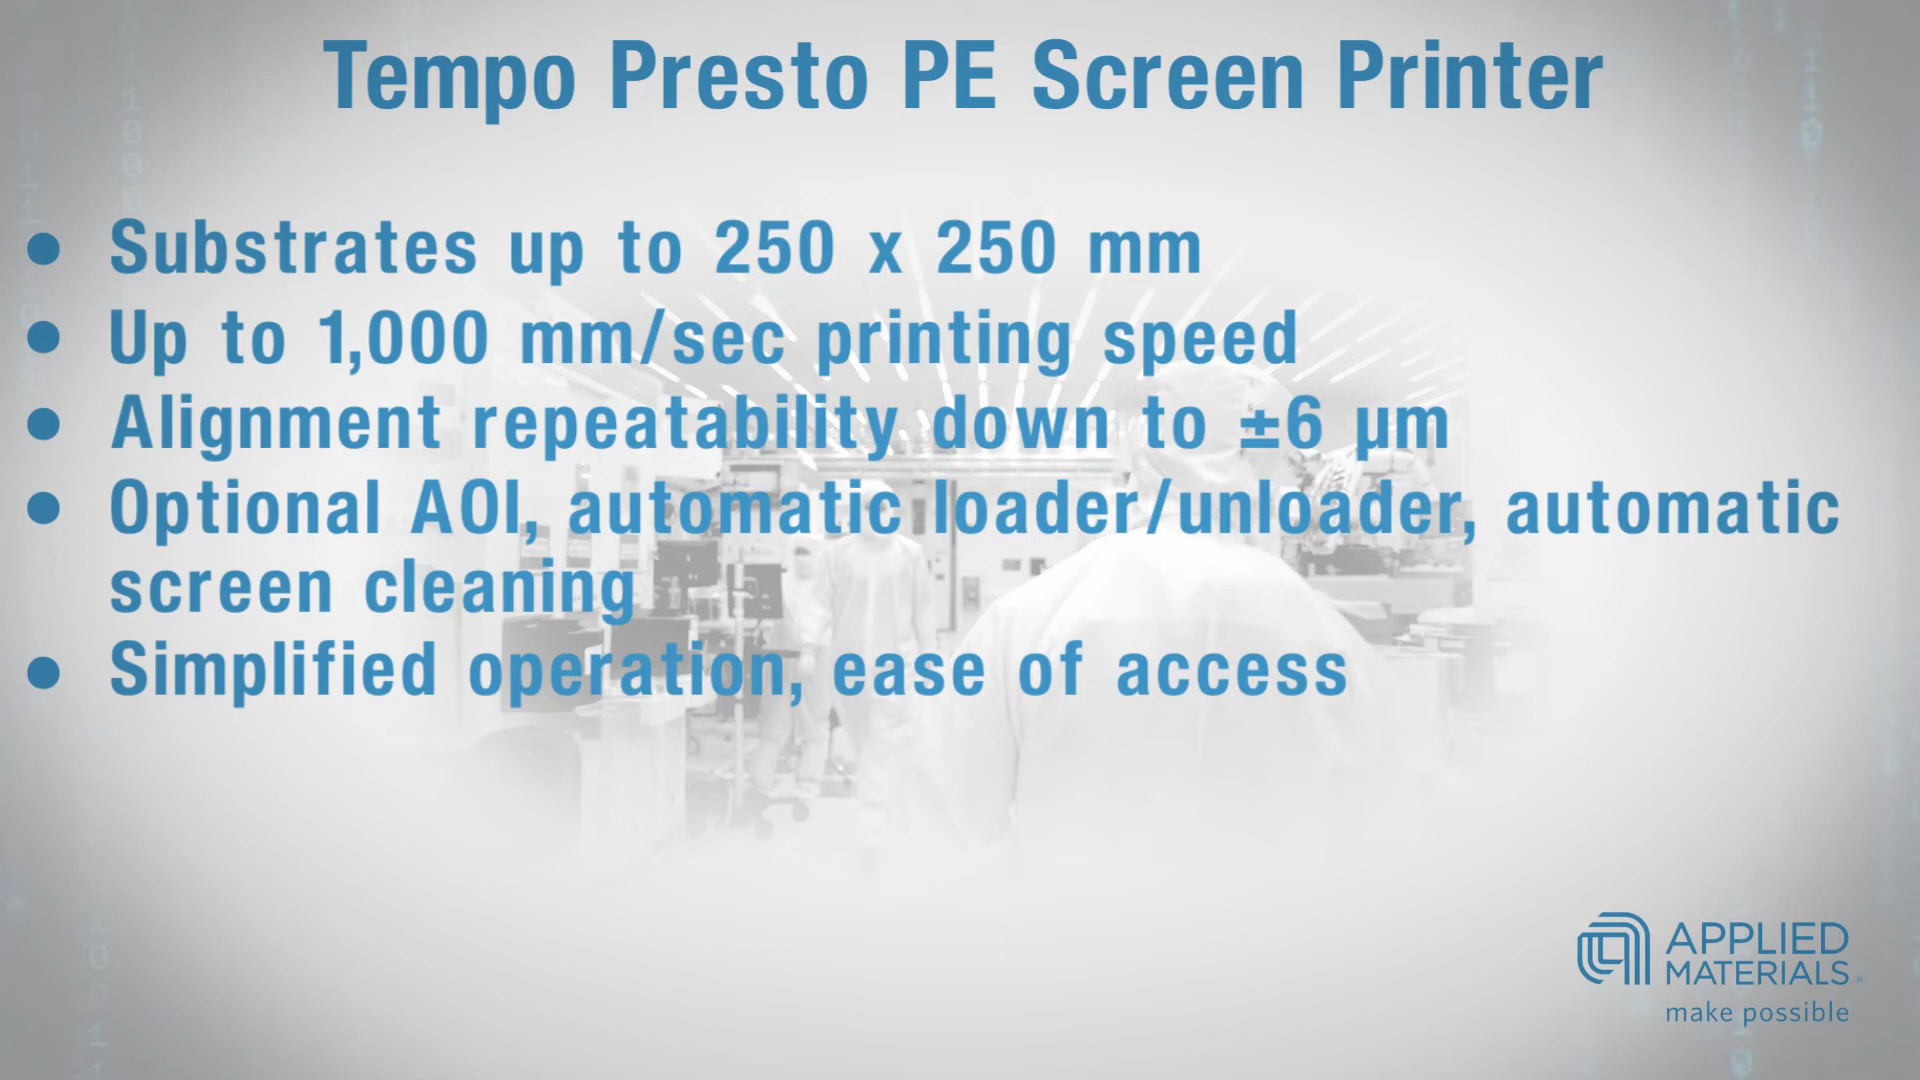 Tempo Presto PE Screen Printer
● Substrates up to 250 x 250 mm
● Up to 1,000 mm/sec printing speed
● Alignment repeatability down to ±6 µm
● Optional AOI, automatic loader/unloader, automatic
screen cleaning
● Simplified operation, ease of access
APPLIED
MATERIALS
make possible